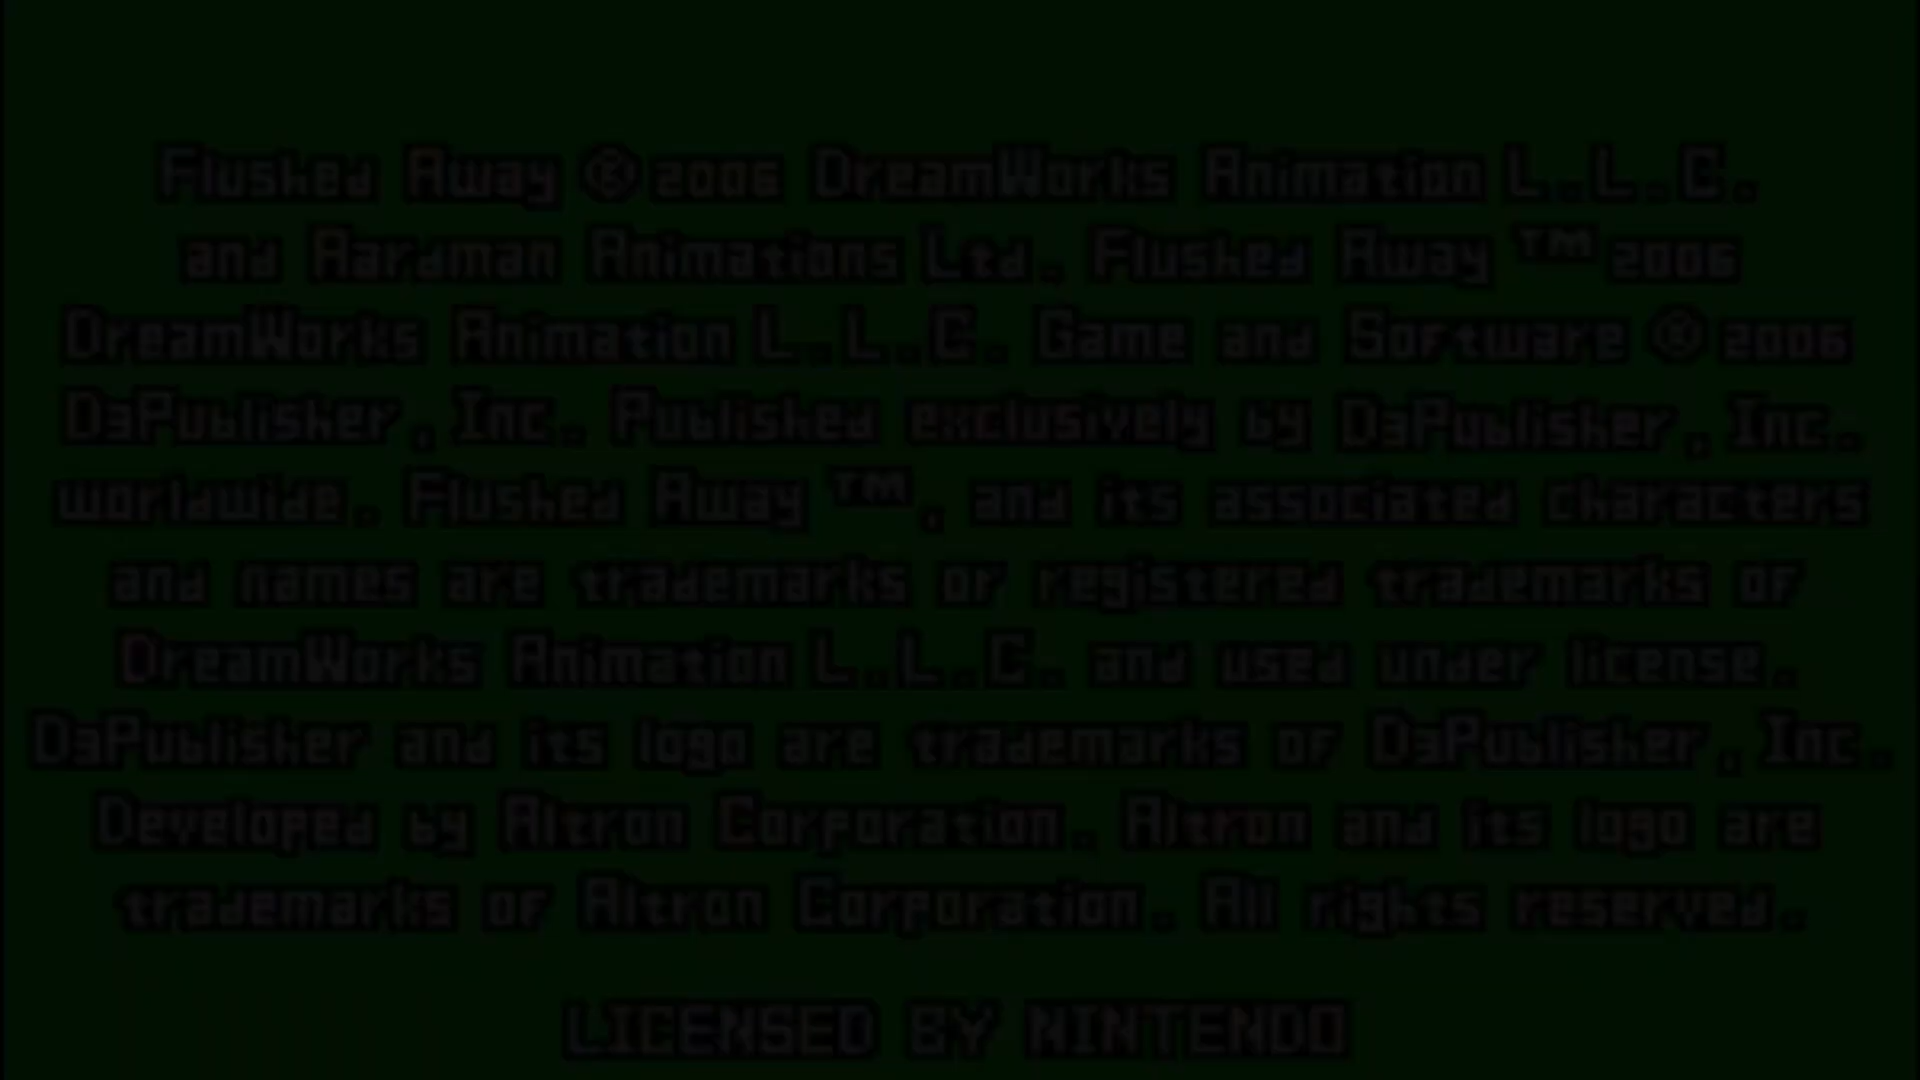 Flushed Away ® 2006 DreamWorks Animation L.L.C.
and Aardman Animations Ltd. Flushed Away ™ 2006
DreamWorks Animation L.L.C. Game and Software ® 2006
D3Publisher, Inc. Published exclusively by D3Publisher, Inc.
worldwide. Flushed Away ™, and its associated characters
and names are trademarks or registered trademarks of
DreamWorks Animation L.L.C. and used under license.
D3Publisher and its logo are trademarks of D3Publisher, Inc.
Developed by Altron Corporation. Altron and its logo are
trademarks of Altron Corporation. All rights reserved.
LICENSED BY NINTENDO